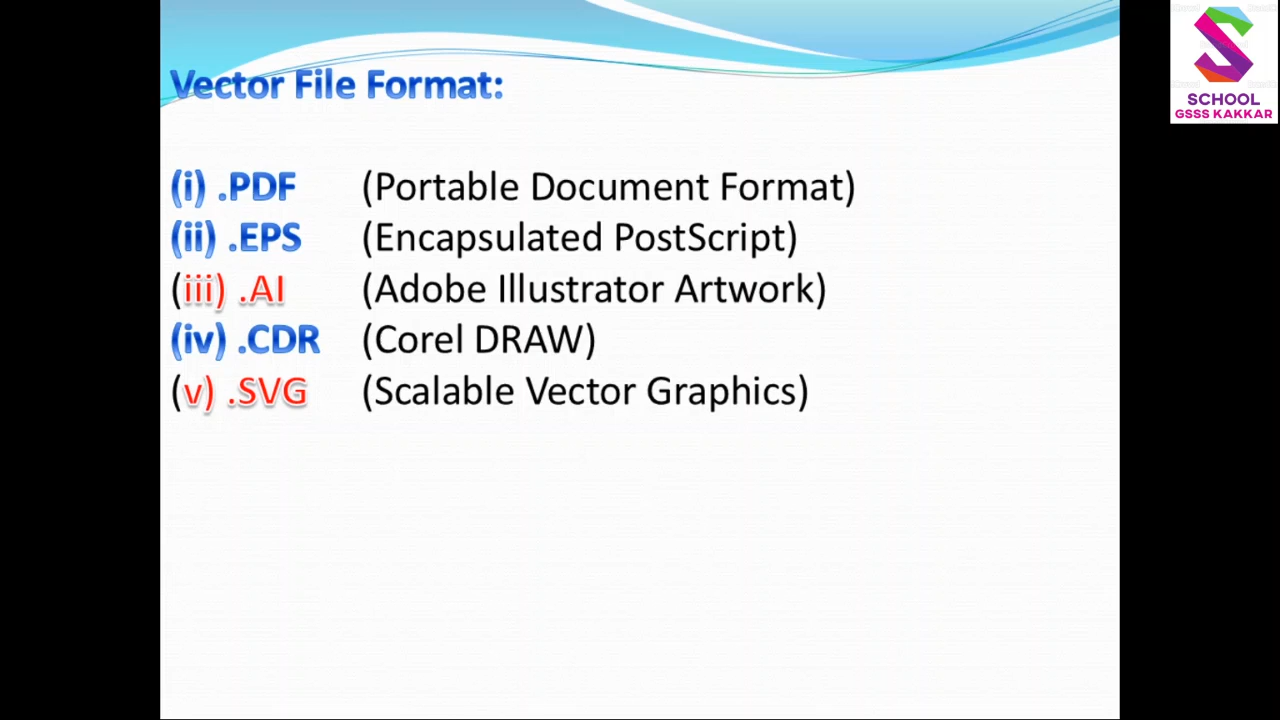 Vector File Format:
(i) .PDF (Portable Document Format)
(ii) .EPS (Encapsulated PostScript)
(iii) .AI (Adobe Illustrator Artwork)
(iv) .CDR (Corel DRAW)
(v) .SVG (Scalable Vector Graphics)
SCHOOL
GSSS KAKKAR